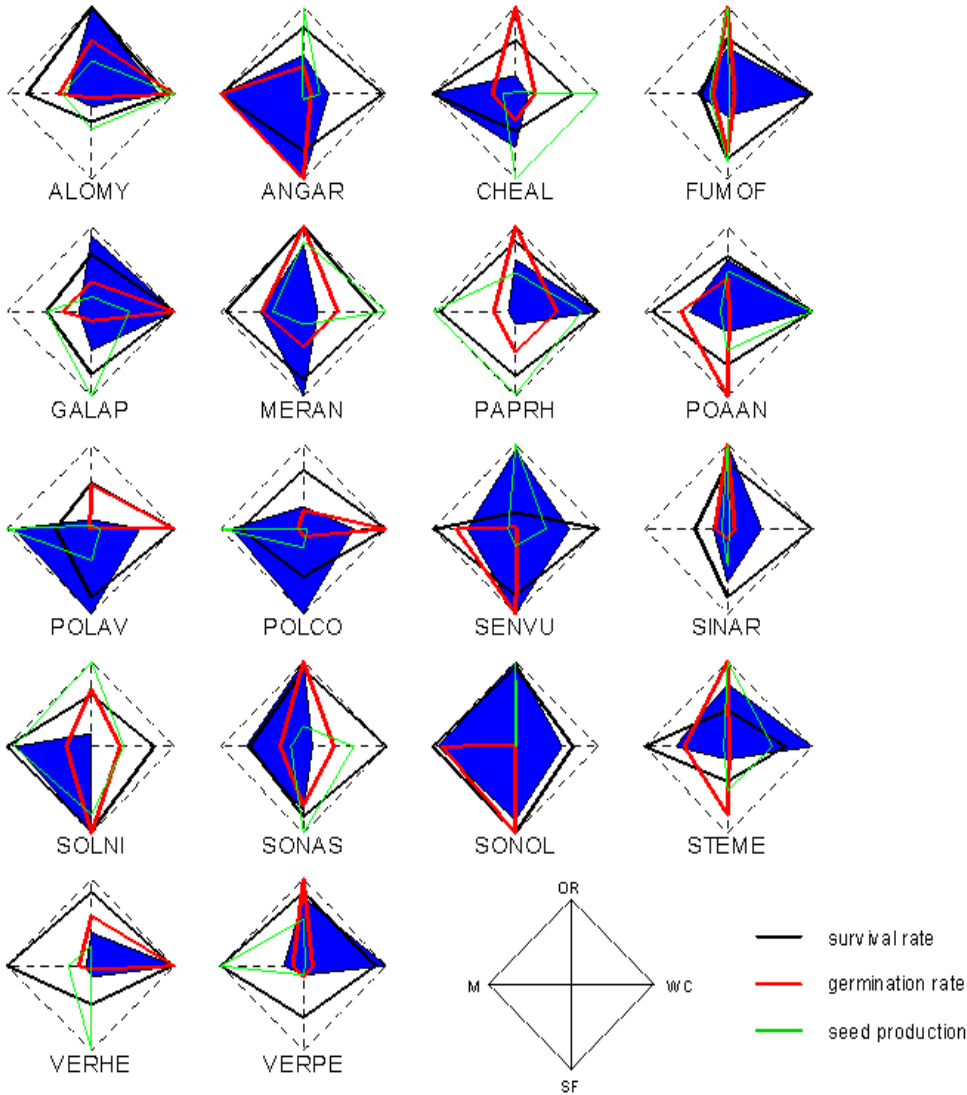 ALOMY ANGAR CHEAL FUMOF
GALAP MERAN PAPRH POAAN
POLAV POLCO SENVU SINAR
SOLNI SONAS SONOL STEME
VERHE VERPE
OR
M WC
SF
survival rate
germination rate
seed production